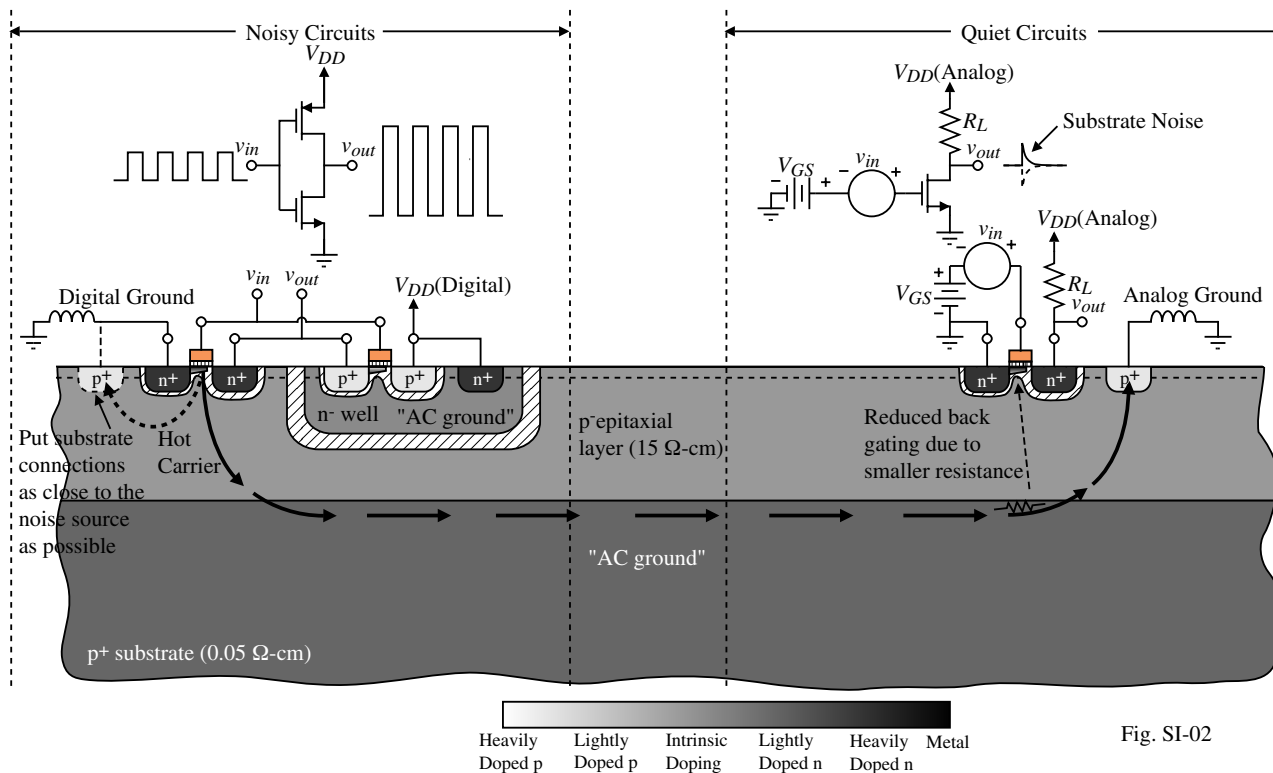 Noisy Circuits
Quiet Circuits
VDD
vin
vout
VDD(Analog)
RL
vout
Substrate Noise
VGS
vin
VDD(Analog)
vin
VGS
RL
vout
Analog Ground
vin
vout
VDD(Digital)
Digital Ground
p+
n+
n+
p+
p+
n+
n+
n+
p+
n- well
"AC ground"
Put substrate
connections
as close to the
noise source
as possible
Hot
Carrier
p-epitaxial
layer (15 Ω-cm)
Reduced back
gating due to
smaller resistance
"AC ground"
p+ substrate (0.05 Ω-cm)
Heavily
Doped p
Lightly
Doped p
Intrinsic
Doping
Lightly
Doped n
Heavily
Doped n
Metal
Fig. SI-02